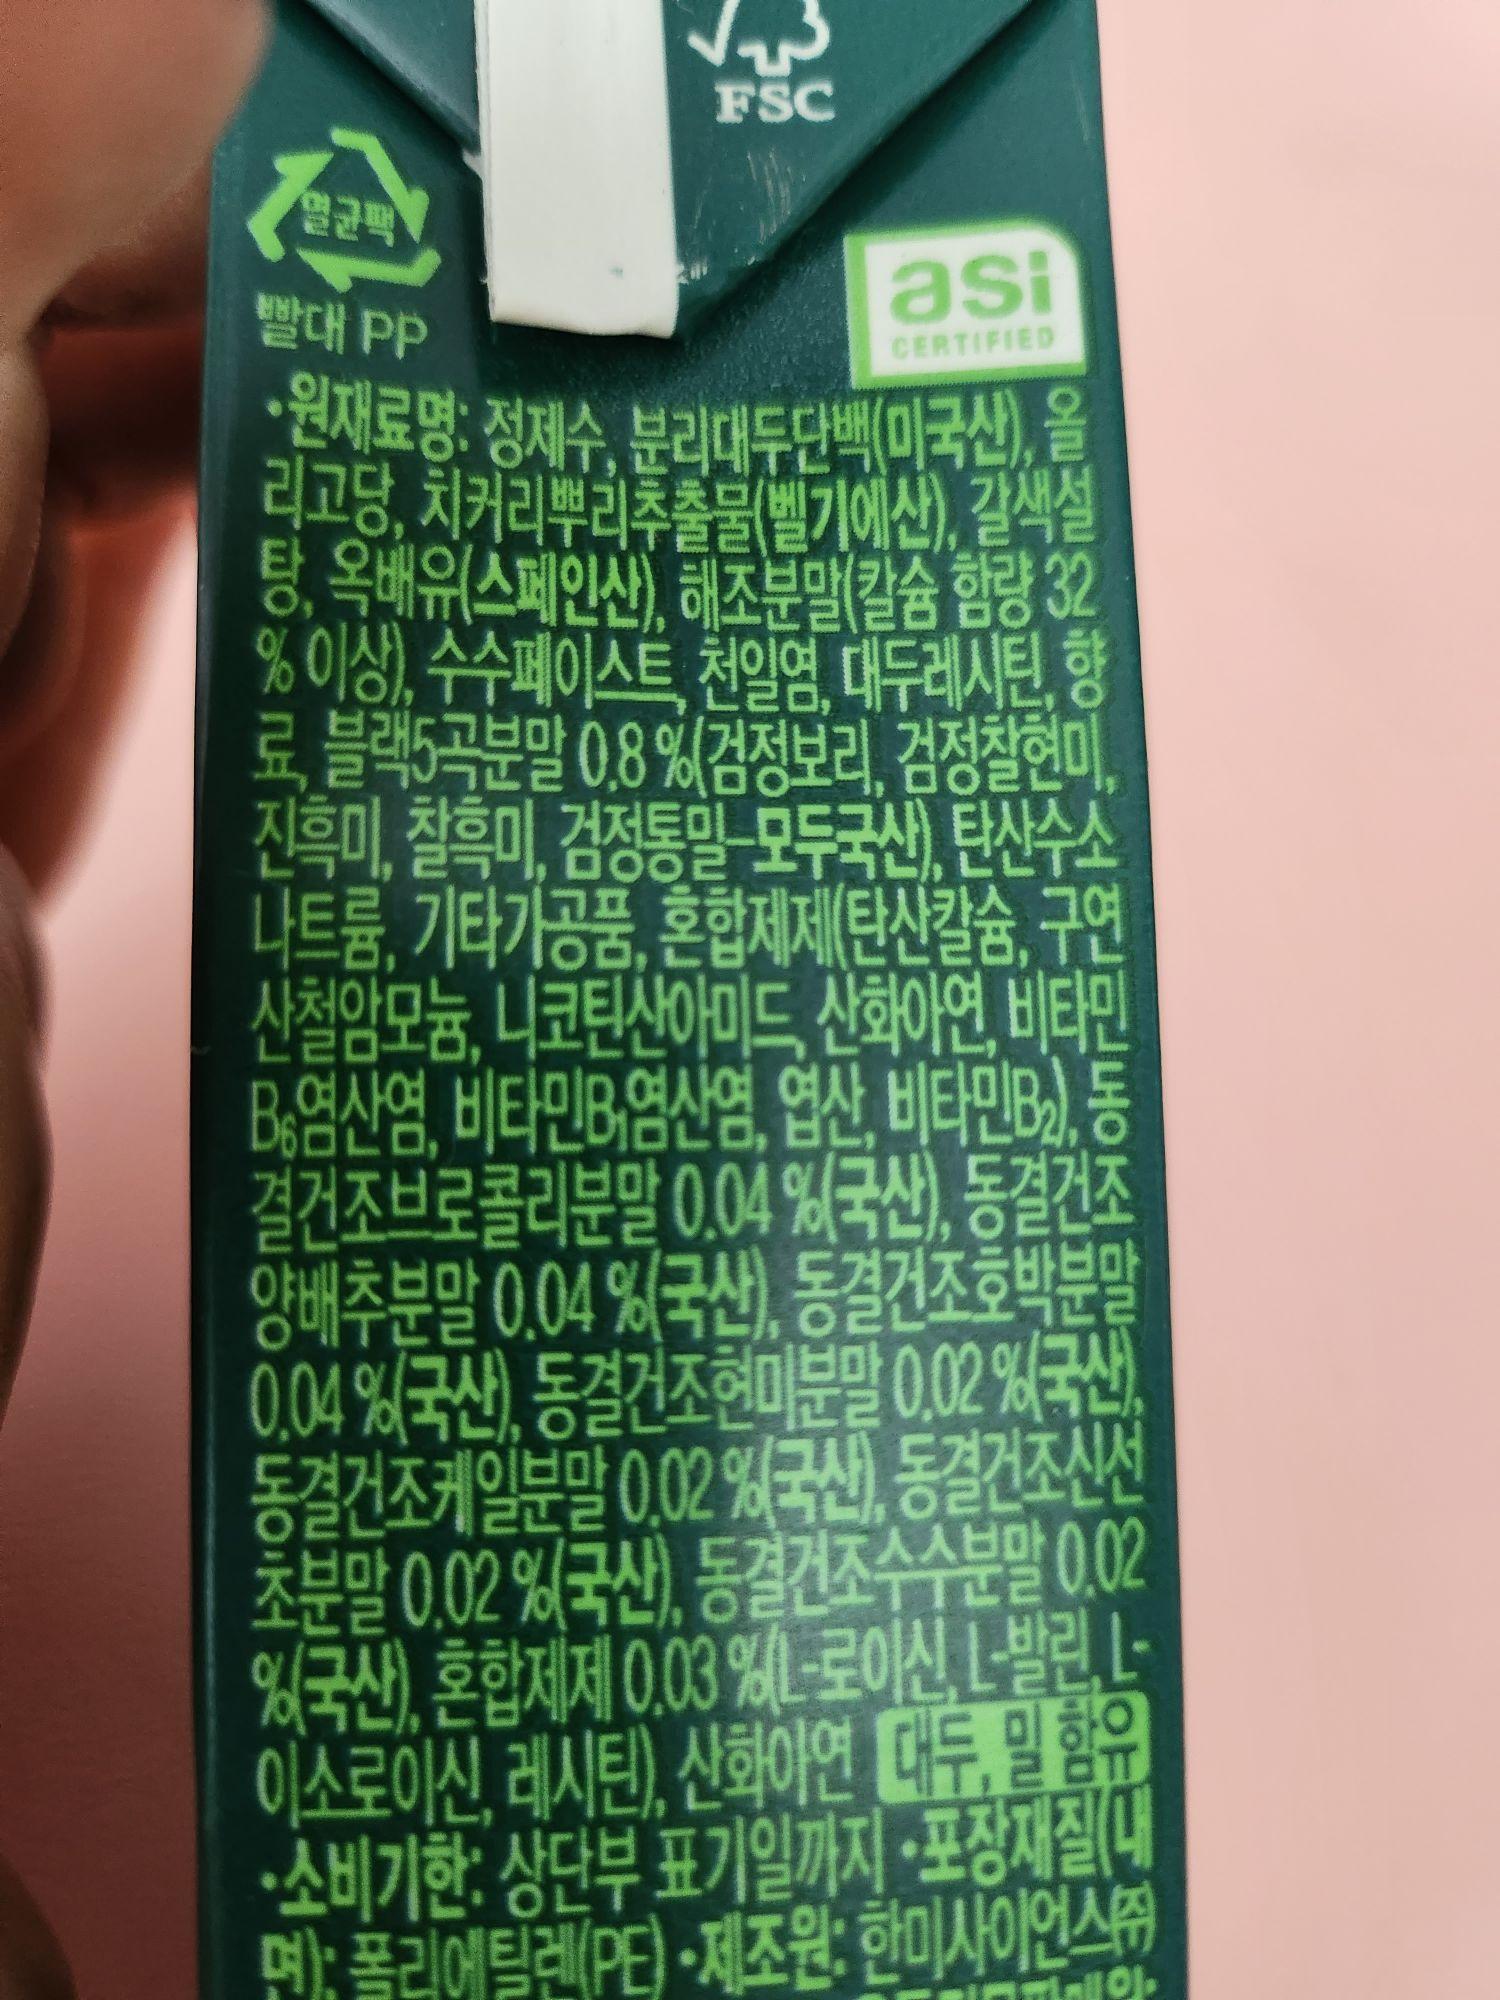 FSC
멸균팩
빨대 PP
asi
CERTIFIED
•원재료명: 정제수, 분리대두단백(미국산), 올
리고당, 치커리뿌리추출물(벨기에산), 갈색설
탕, 옥배유(스페인산), 해조분말(칼슘 함량 32
% 이상), 수수페이스트, 천일염, 대두레시틴, 향
료, 블랙5곡분말 0.8 %(검정보리, 검정찰현미,
진흑미, 찰흑미, 검정통밀-모두국산), 탄산수소
나트륨, 기타가공품, 혼합제제(탄산칼슘, 구연
산철암모늄, 니코틴산아미드, 산화아연, 비타민
B₆염산염, 비타민B₁염산염, 엽산, 비타민B₂), 동
결건조브로콜리분말 0.04 %(국산), 동결건조
양배추분말 0.04 %(국산), 동결건조호박분말
0.04 %(국산), 동결건조현미분말 0.02 %(국산),
동결건조케일분말 0.02 %(국산), 동결건조신선
초분말 0.02 %(국산), 동결건조수수분말 0.02
%(국산), 혼합제제 0.03 %(L-로이신, L-발린, L-
이소로이신, 레시틴), 산화아연 대두, 밀 함유
•소비기한: 상단부 표기일까지 •포장재질(내
면): 폴리에틸렌(PE) •제조원: 한미사이언스㈜